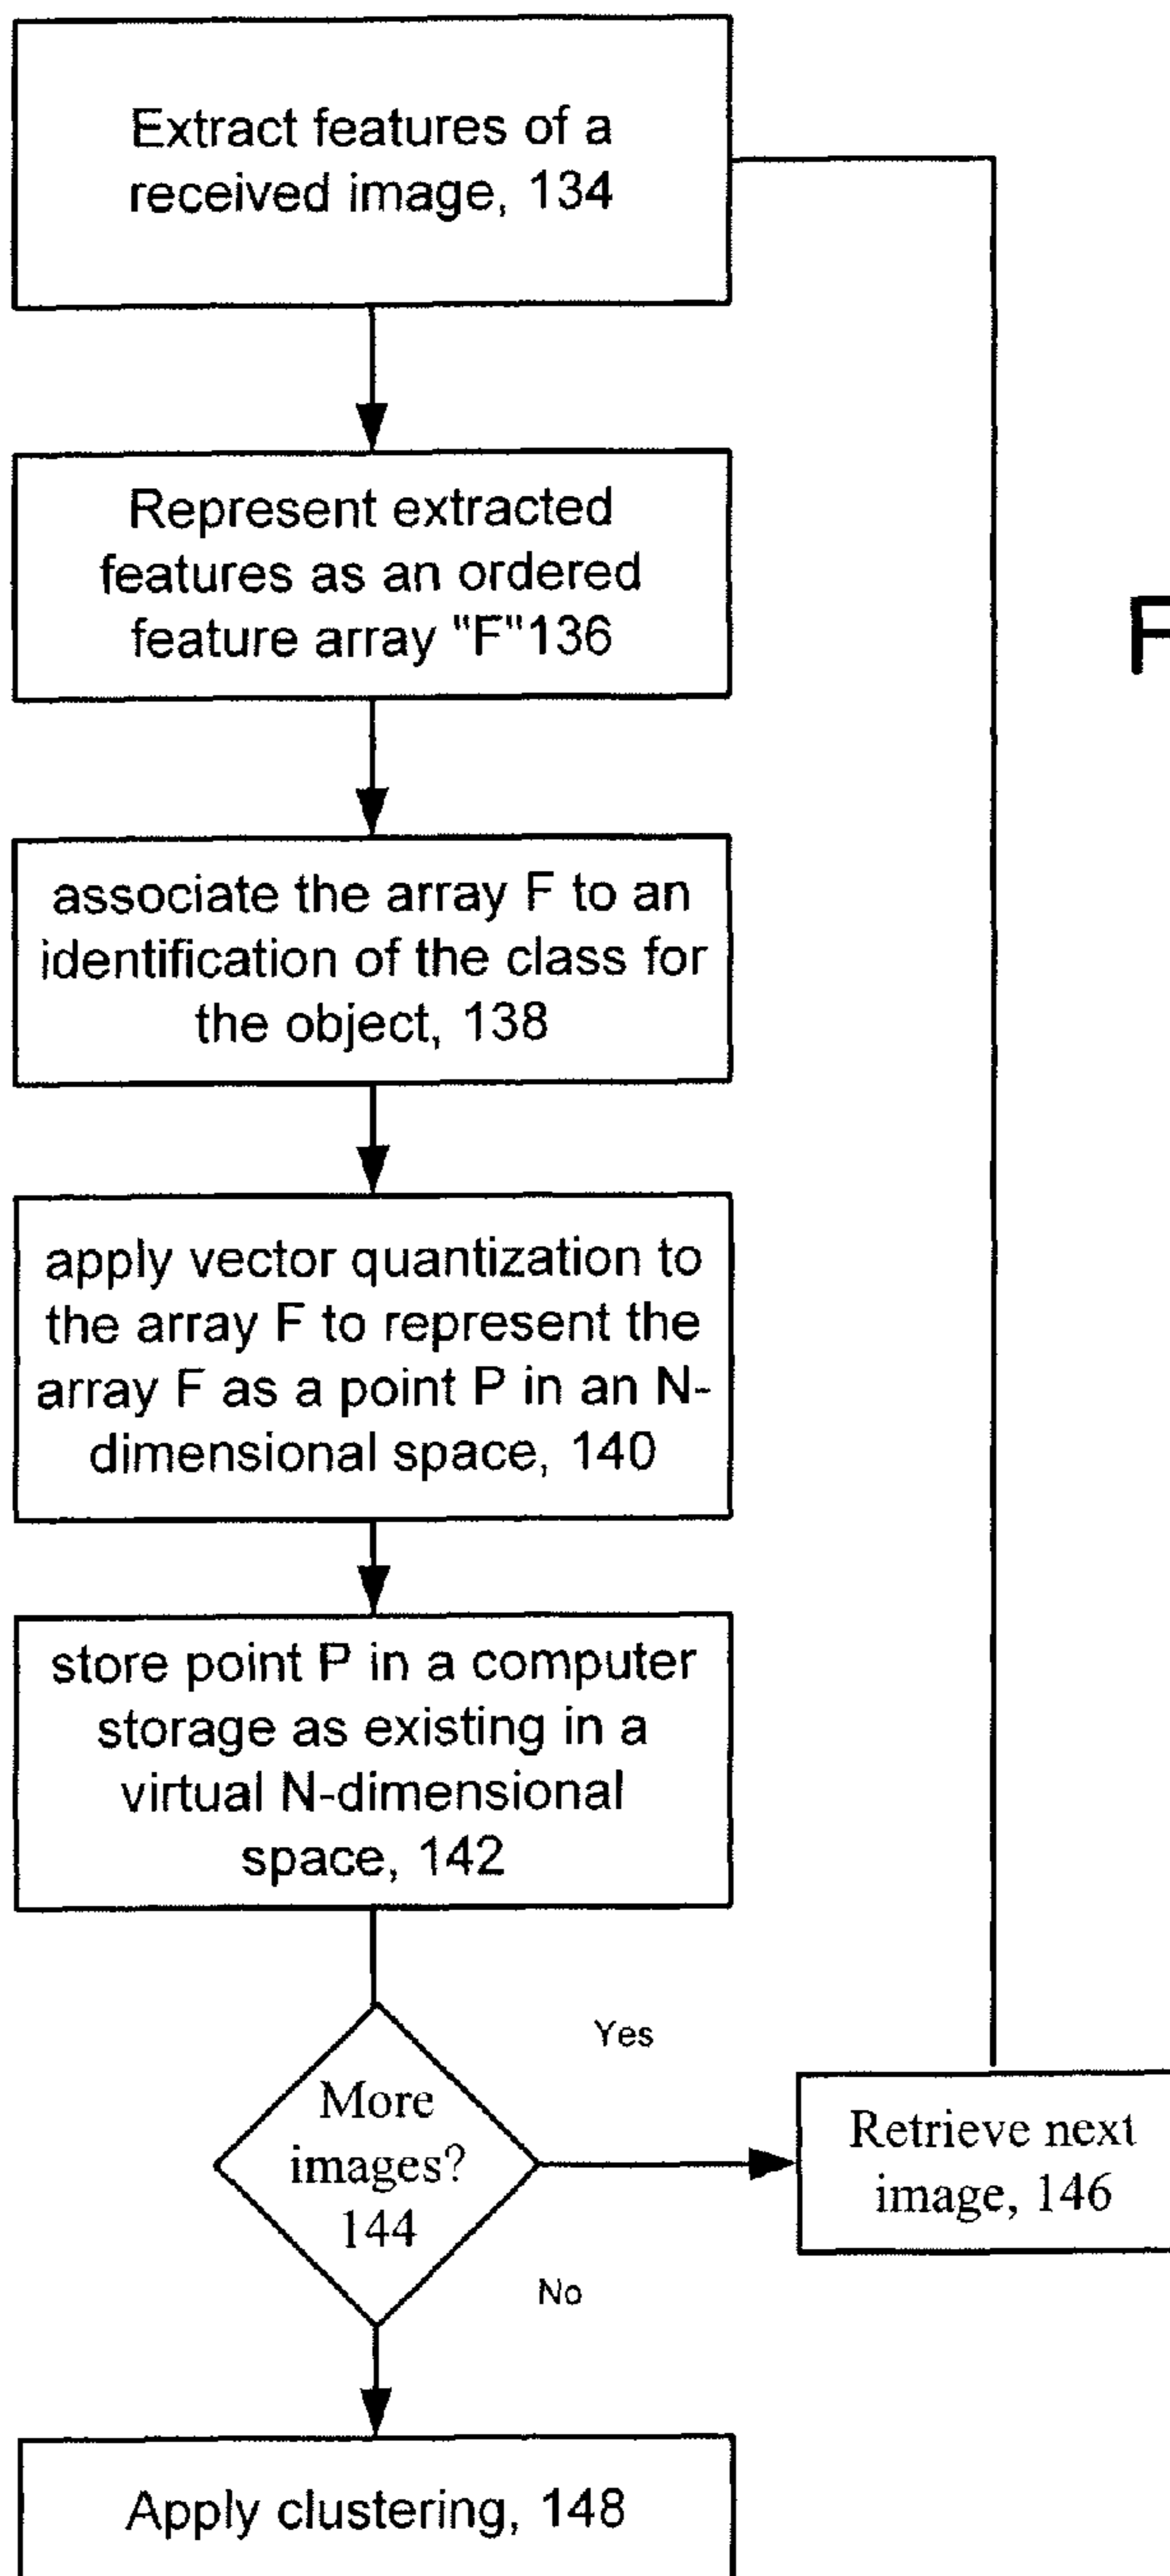 Extract features of a
received image, 134
Represent extracted
features as an ordered
feature array "F"136
F
associate the array F to an
identification of the class for
the object, 138
apply vector quantization to
the array F to represent the
array F as a point P in an N-
dimensional space, 140
store point P in a computer
storage as existing in a
virtual N-dimensional
space, 142
Yes
More
images?
144
Retrieve next
image, 146
No
Apply clustering, 148